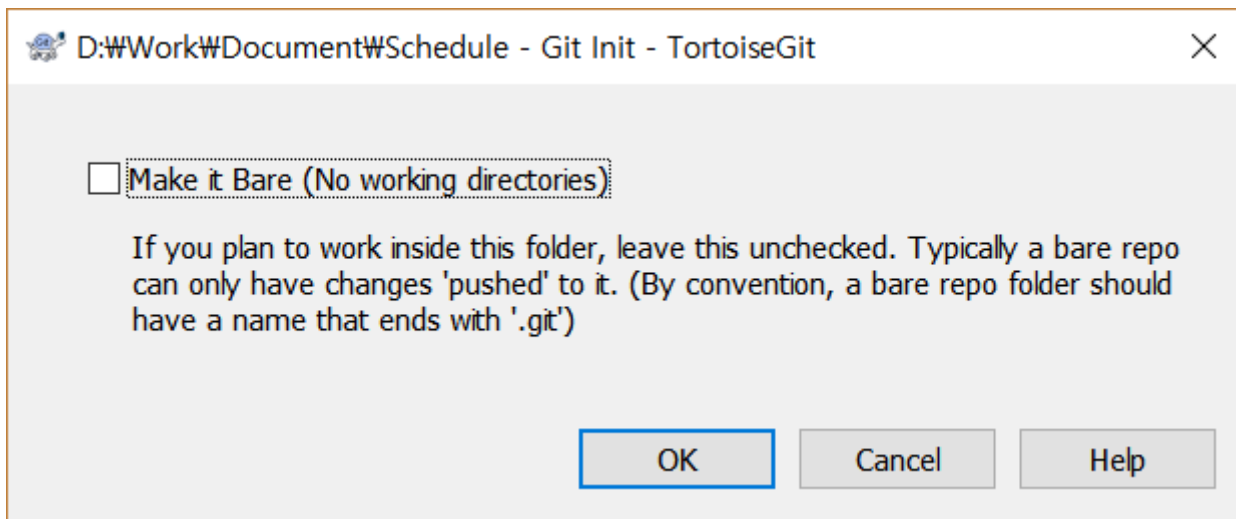 D:₩Work₩Document₩Schedule - Git Init - TortoiseGit
Make it Bare (No working directories)
If you plan to work inside this folder, leave this unchecked. Typically a bare repo
can only have changes 'pushed' to it. (By convention, a bare repo folder should
have a name that ends with '.git')
OK Cancel Help